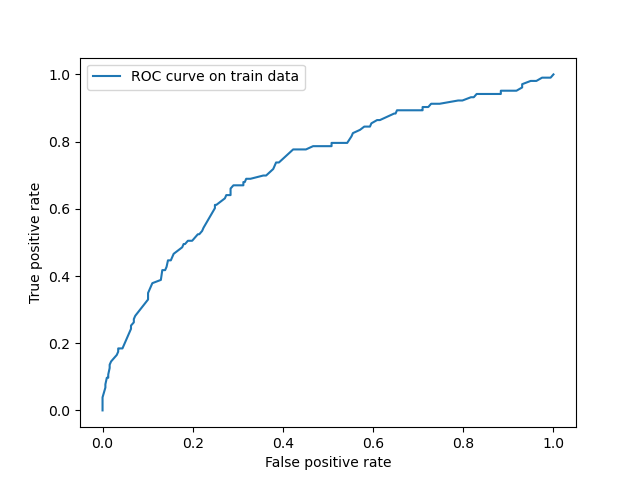 ROC curve on train data
1.0
0.8
0.6
0.4
0.2
0.0
True positive rate
0.0 0.2 0.4 0.6 0.8 1.0
False positive rate